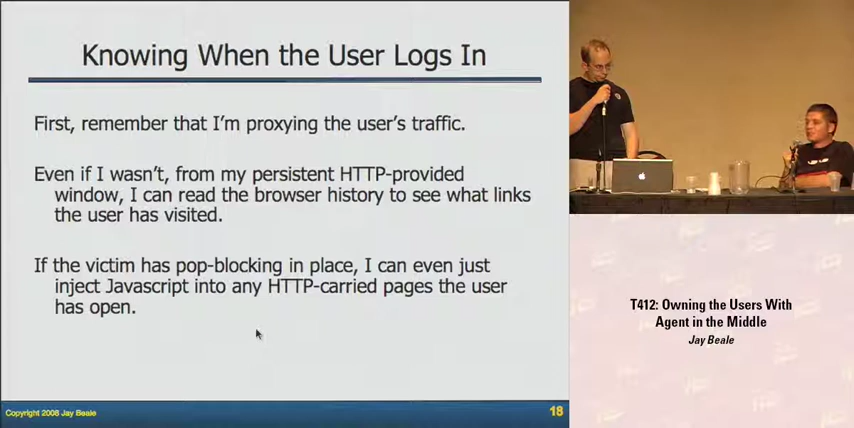 Knowing When the User Logs In
First, remember that I'm proxying the user's traffic.
Even if I wasn't, from my persistent HTTP-provided
window, I can read the browser history to see what links
the user has visited.
If the victim has pop-blocking in place, I can even just
inject Javascript into any HTTP-carried pages the user
has open.
Copyright 2008 Jay Beale
18
T412: Owning the Users With
Agent in the Middle
Jay Beale